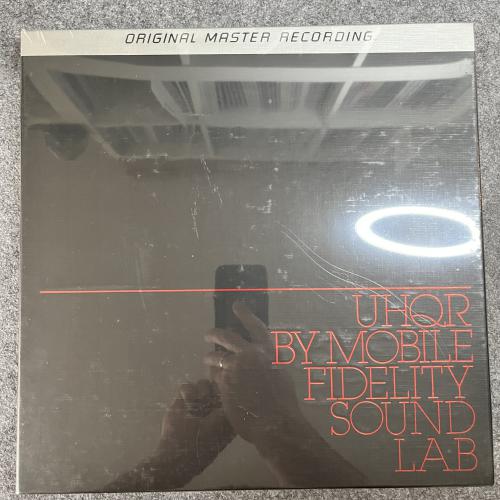 ORIGINAL MASTER RECORDING
UHQR
BY MOBILE
FIDELITY
SOUND
LAB